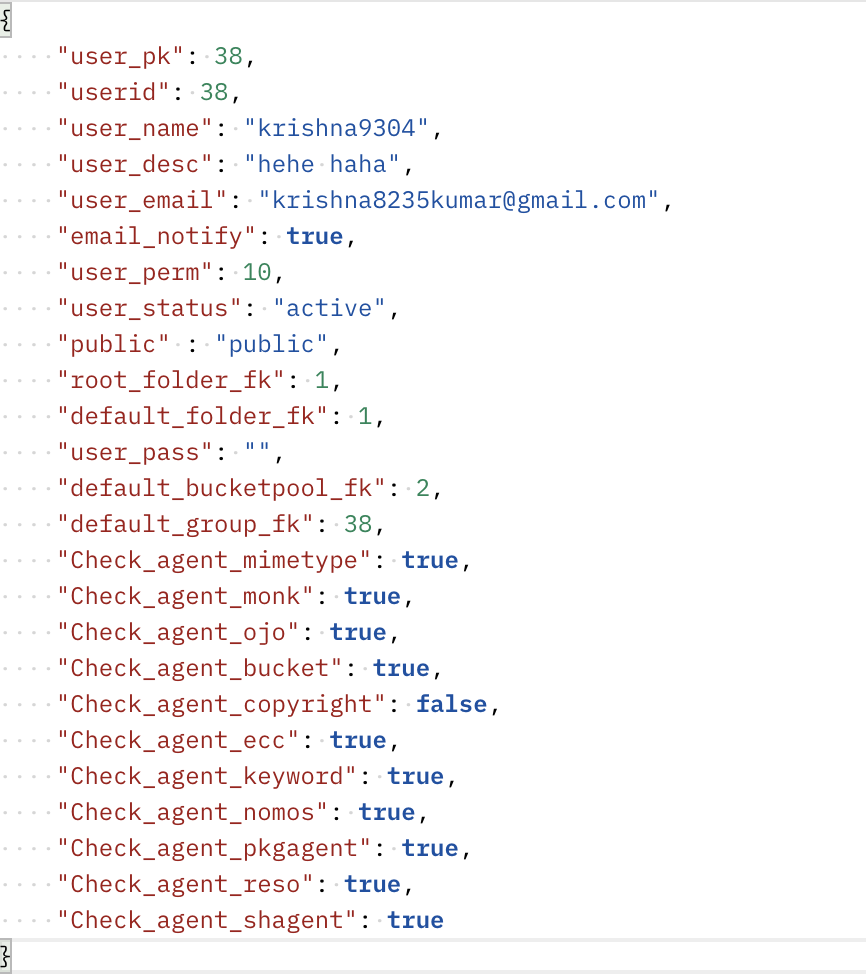 {
    "user_pk": 38,
    "userid": 38,
    "user_name": "krishna9304",
    "user_desc": "hehe haha",
    "user_email": "krishna8235kumar@gmail.com",
    "email_notify": true,
    "user_perm": 10,
    "user_status": "active",
    "public" : "public",
    "root_folder_fk": 1,
    "default_folder_fk": 1,
    "user_pass": "",
    "default_bucketpool_fk": 2,
    "default_group_fk": 38,
    "Check_agent_mimetype": true,
    "Check_agent_monk": true,
    "Check_agent_ojo": true,
    "Check_agent_bucket": true,
    "Check_agent_copyright": false,
    "Check_agent_ecc": true,
    "Check_agent_keyword": true,
    "Check_agent_nomos": true,
    "Check_agent_pkgagent": true,
    "Check_agent_reso": true,
    "Check_agent_shagent": true
}